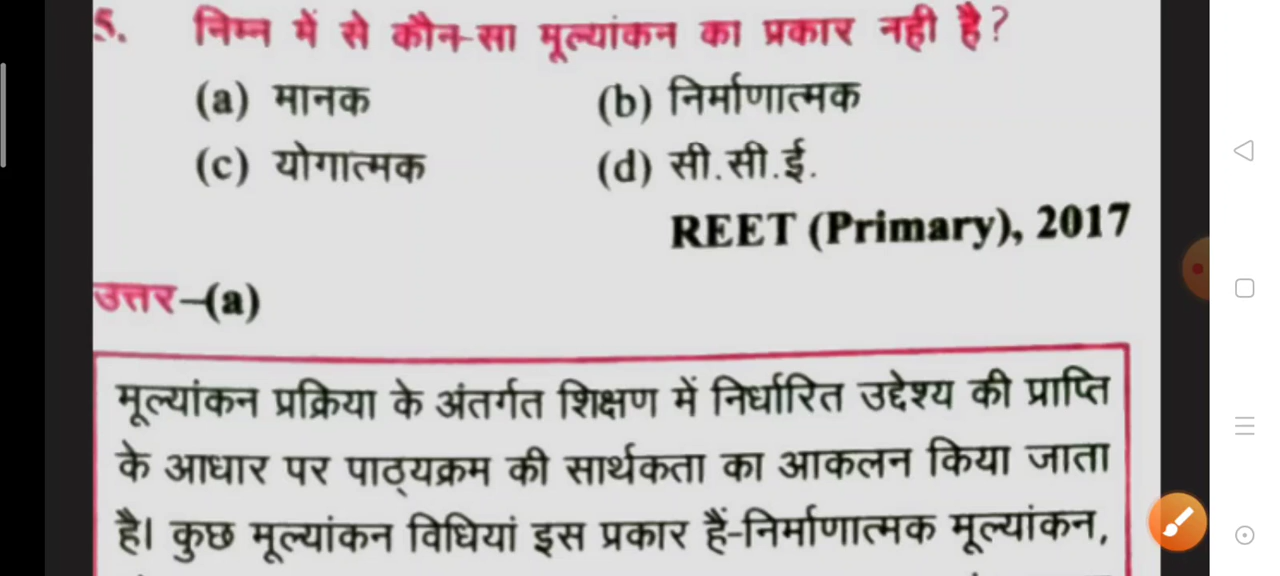 5. निम्न में से कौन-सा मूल्यांकन का प्रकार नही है?
(a) मानक (b) निर्माणात्मक
(c) योगात्मक (d) सी.सी.ई.
REET (Primary), 2017
उत्तर–(a)
मूल्यांकन प्रक्रिया के अंतर्गत शिक्षण में निर्धारित उद्देश्य की प्राप्ति
के आधार पर पाठ्यक्रम की सार्थकता का आकलन किया जाता
है। कुछ मूल्यांकन विधियां इस प्रकार हैं-निर्माणात्मक मूल्यांकन,